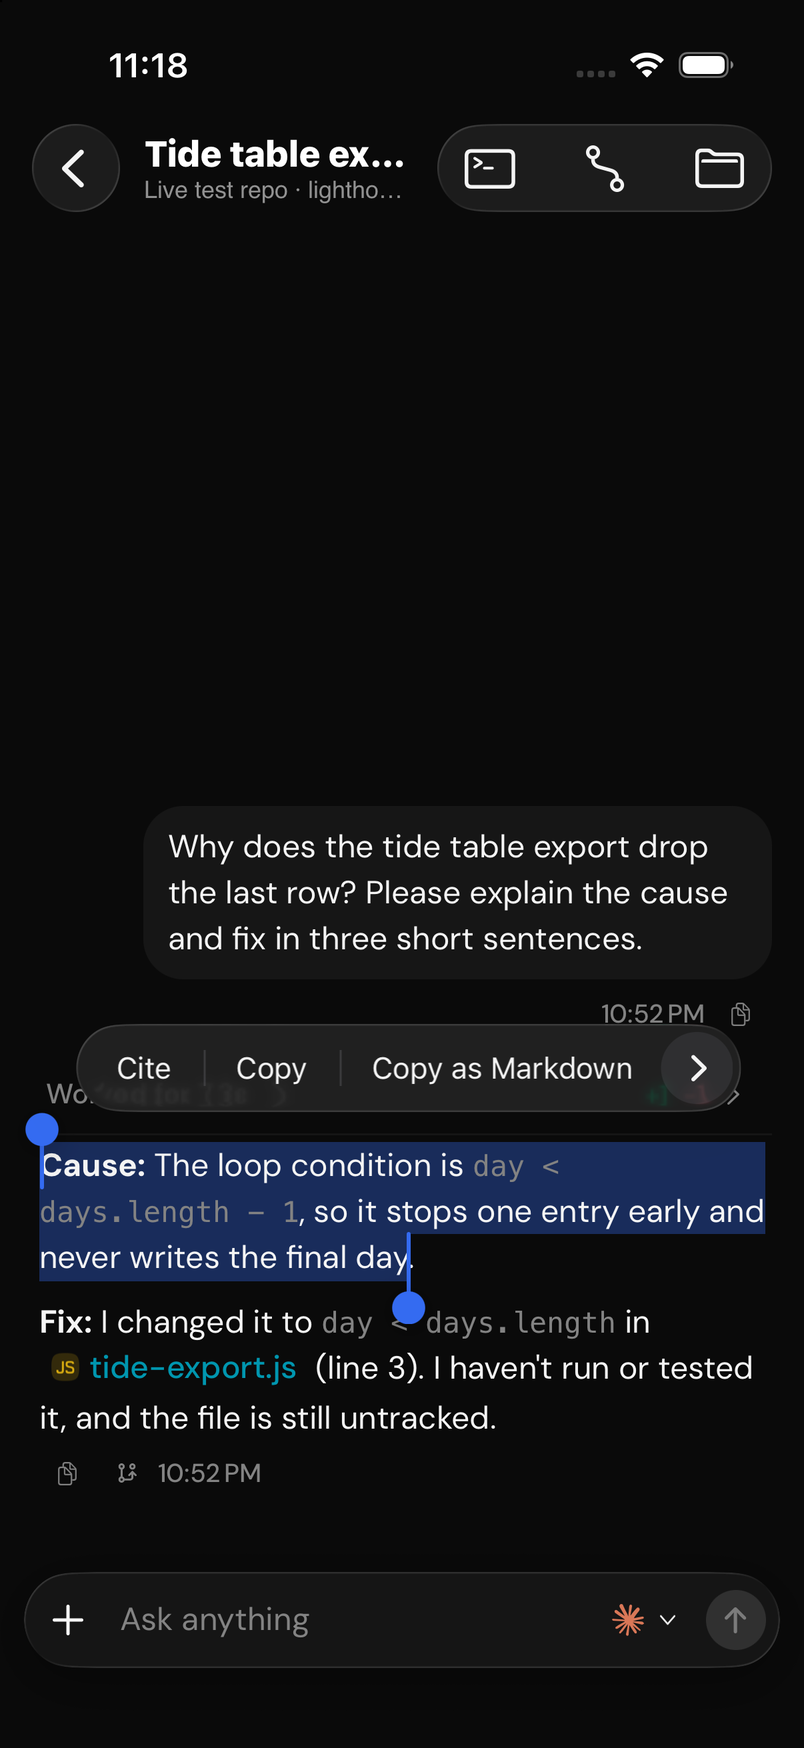 11:18
Tide table ex...
Live test repo · lightho...
Why does the tide table export drop
the last row? Please explain the cause
and fix in three short sentences.
10:52 PM
Cite
Copy
Copy as Markdown
Cause: The loop condition is day <
days.length - 1, so it stops one entry early and
never writes the final day.
Fix: I changed it to day < days.length in
JS tide-export.js (line 3). I haven't run or tested
it, and the file is still untracked.
10:52 PM
Ask anything